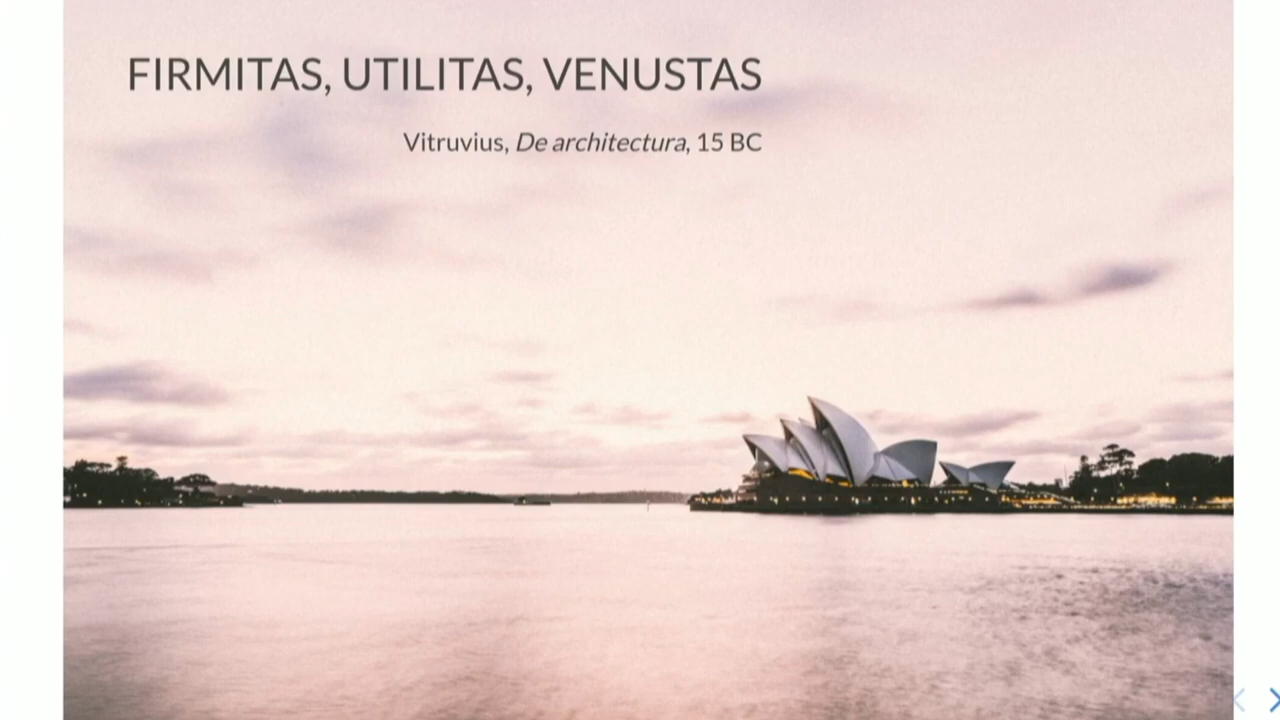 FIRMITAS, UTILITAS, VENUSTAS
Vitruvius, De architectura, 15 BC